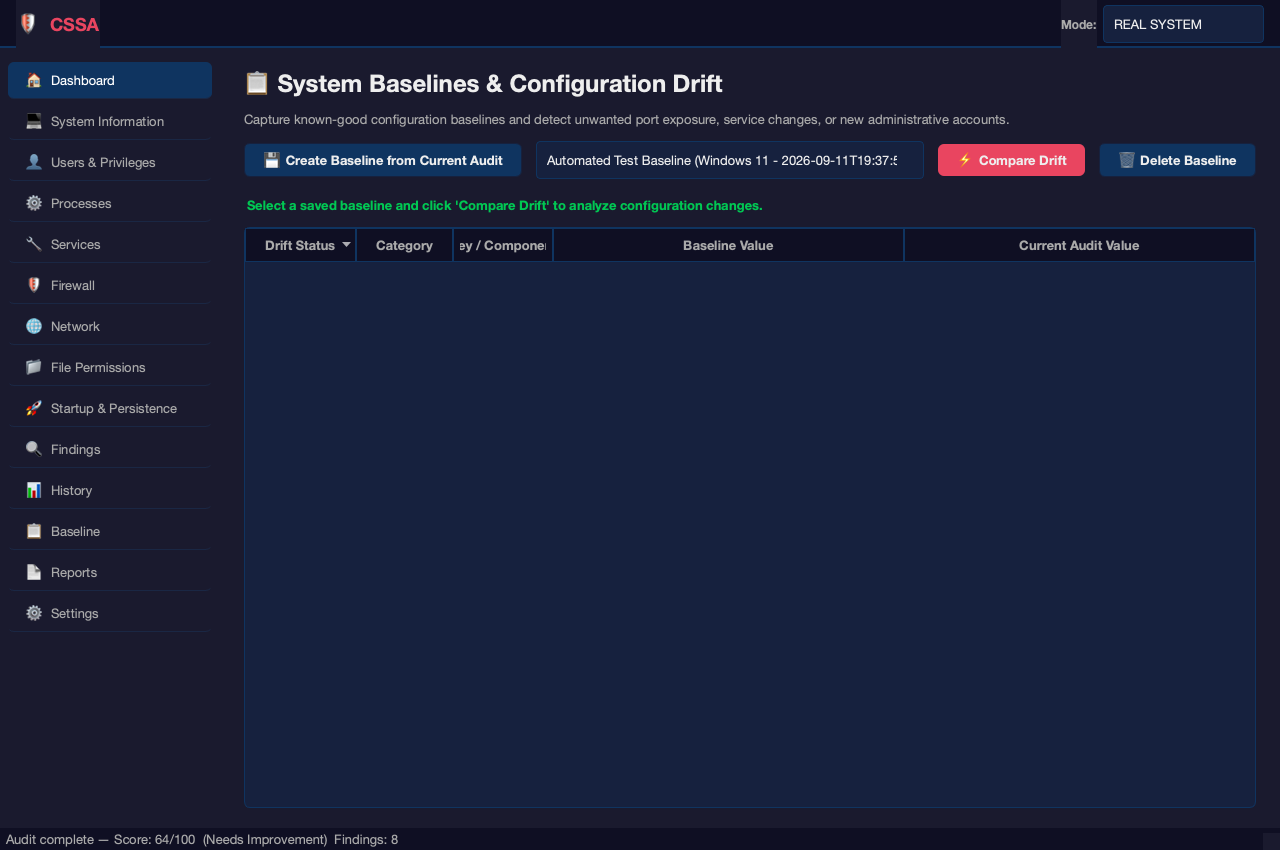 CSSA
Mode: REAL SYSTEM
Dashboard
System Information
Users & Privileges
Processes
Services
Firewall
Network
File Permissions
Startup & Persistence
Findings
History
Baseline
Reports
Settings
System Baselines & Configuration Drift
Capture known-good configuration baselines and detect unwanted port exposure, service changes, or new administrative accounts.
Create Baseline from Current Audit
Automated Test Baseline (Windows 11 - 2026-09-11T19:37:5
Compare Drift
Delete Baseline
Select a saved baseline and click 'Compare Drift' to analyze configuration changes.
Drift Status
Category
ey / Compone
Baseline Value
Current Audit Value
Audit complete — Score: 64/100 (Needs Improvement) Findings: 8